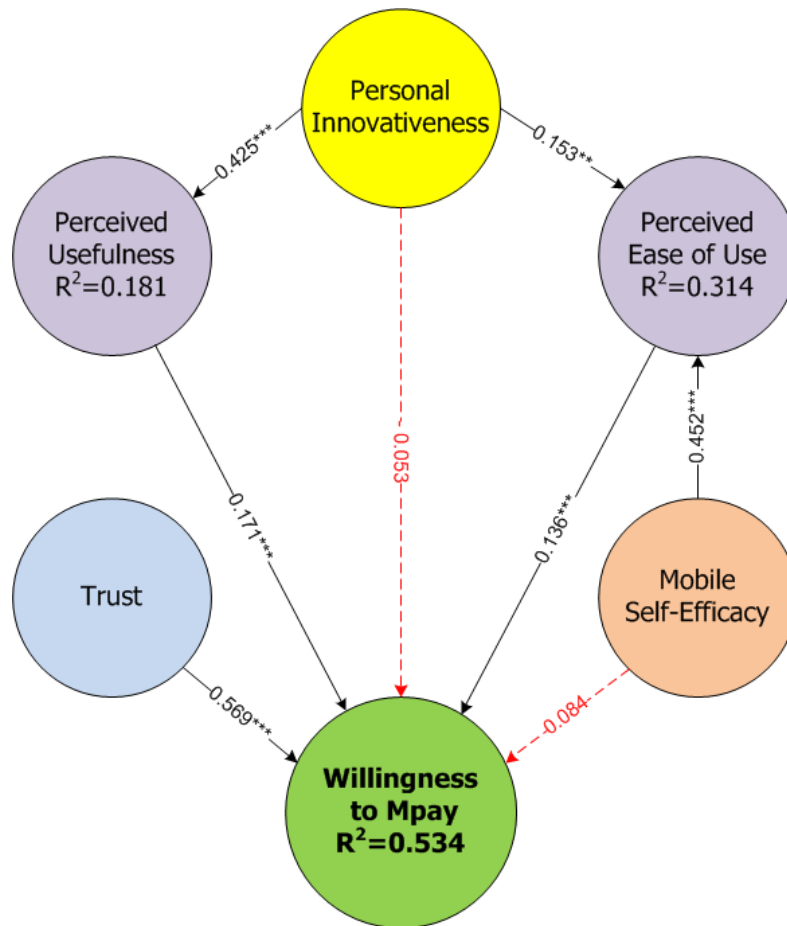 Personal
Innovativeness
0.425***
0.153**
Perceived
Usefulness
R²=0.181
Perceived
Ease of Use
R²=0.314
0.053
0.452***
0.171***
0.136***
Trust
Mobile
Self-Efficacy
0.569***
0.084
Willingness
to Mpay
R²=0.534